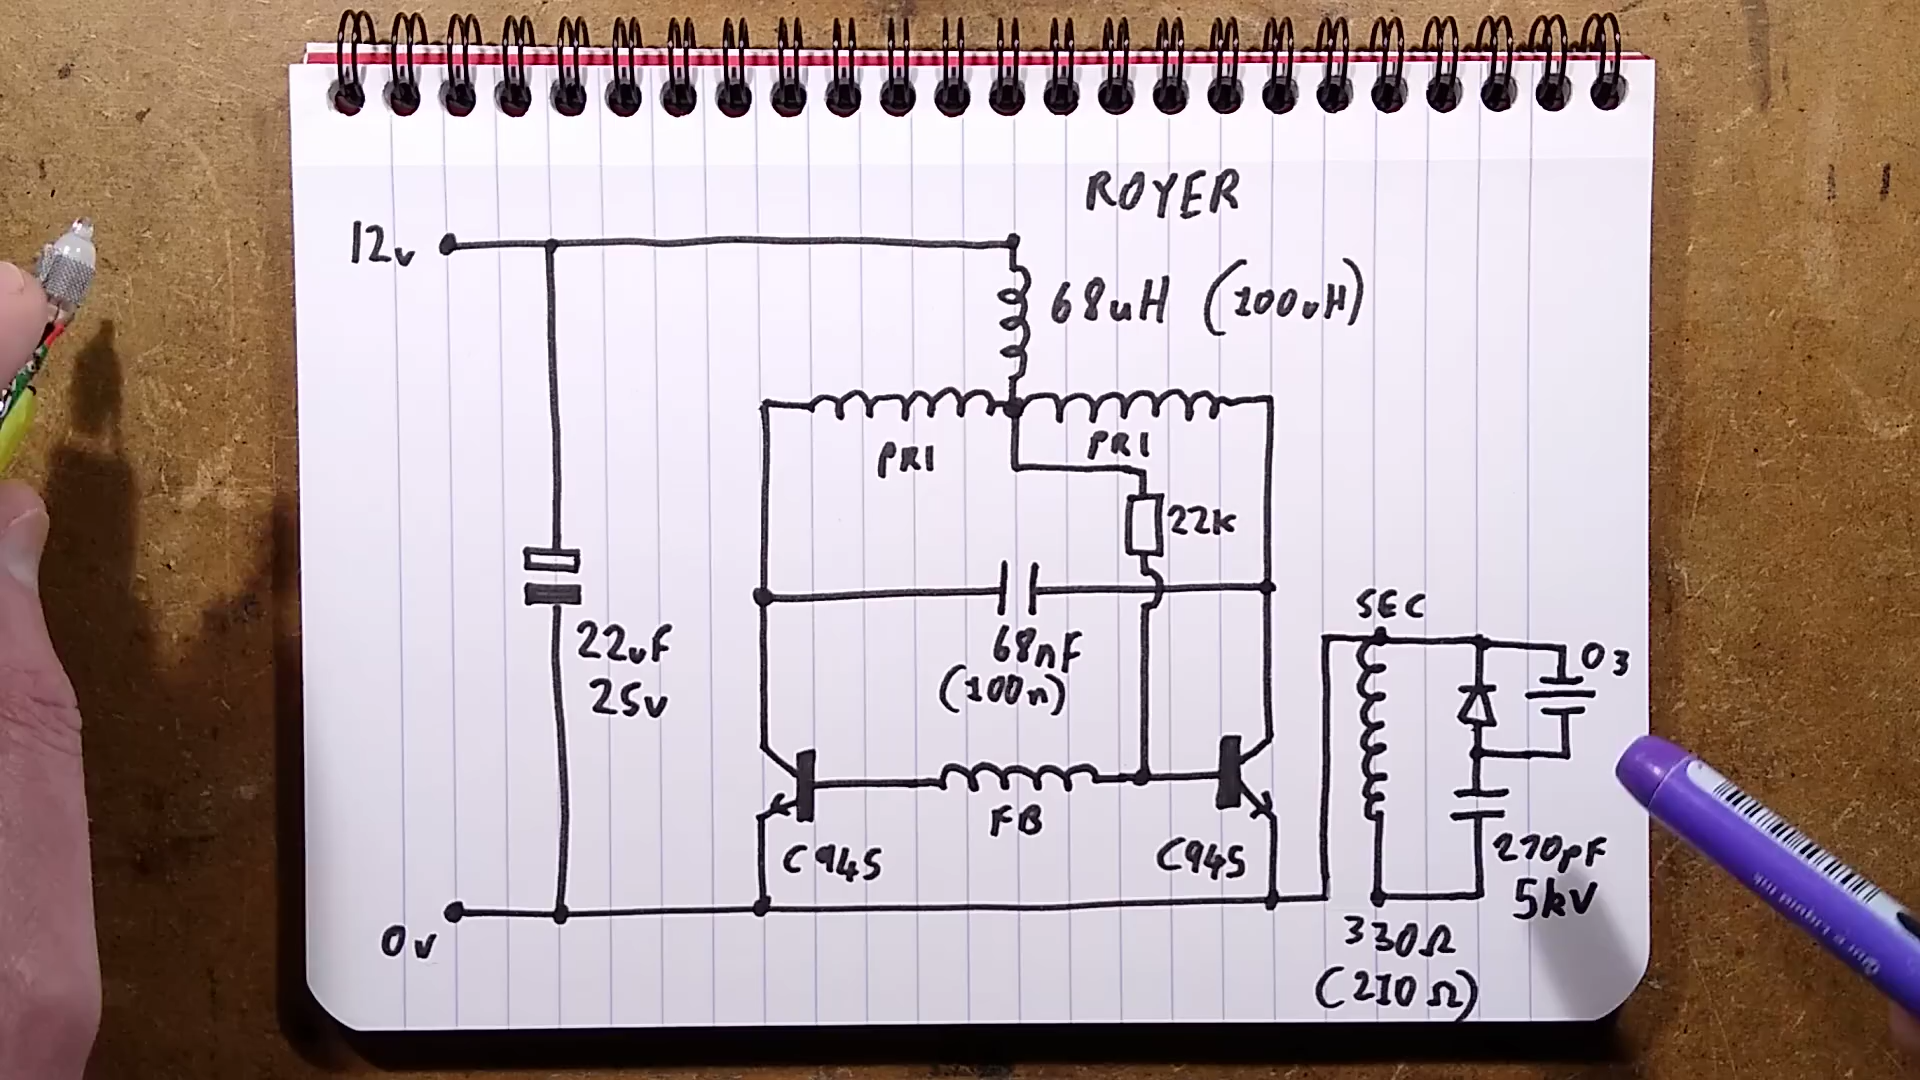 ROYER
12v
68uH (100uH)
PRI
PRI
22k
SEC
O3
22uF
25v
68nF
(100n)
FB
C945
C945
270pF
5kV
0v
330Ω
(210Ω)